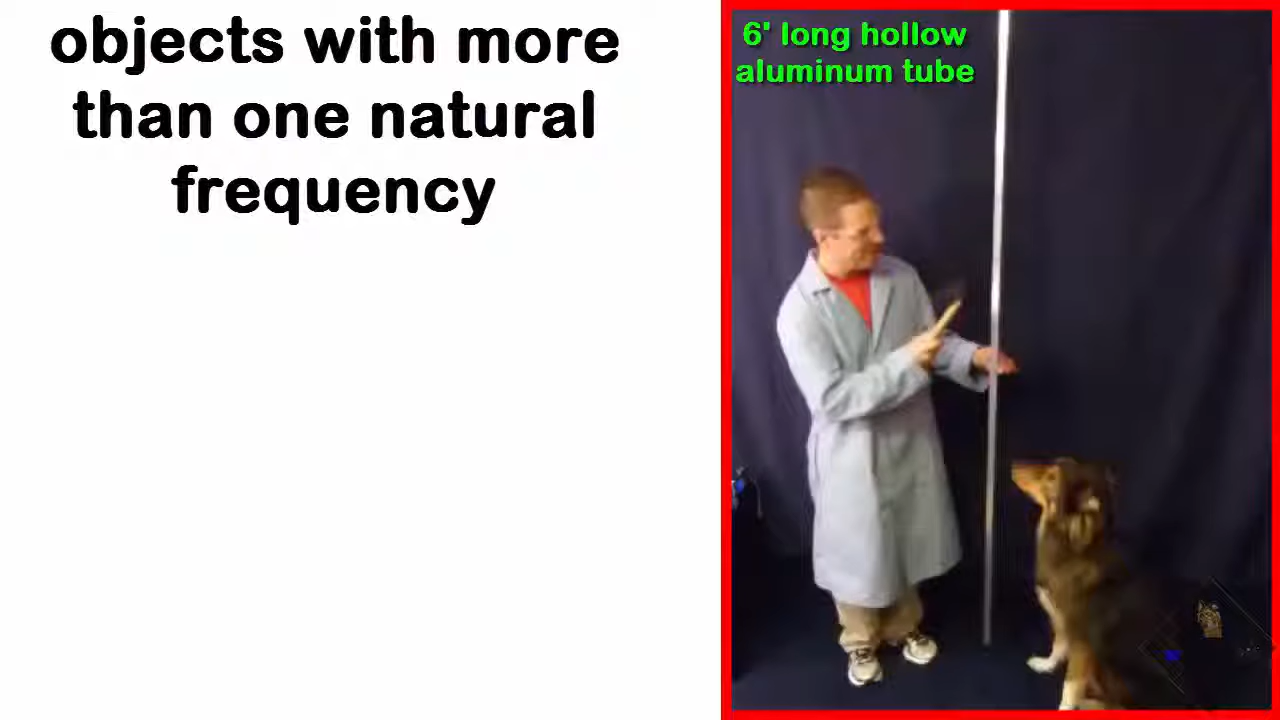 objects with more
than one natural
frequency
6' long hollow
aluminum tube